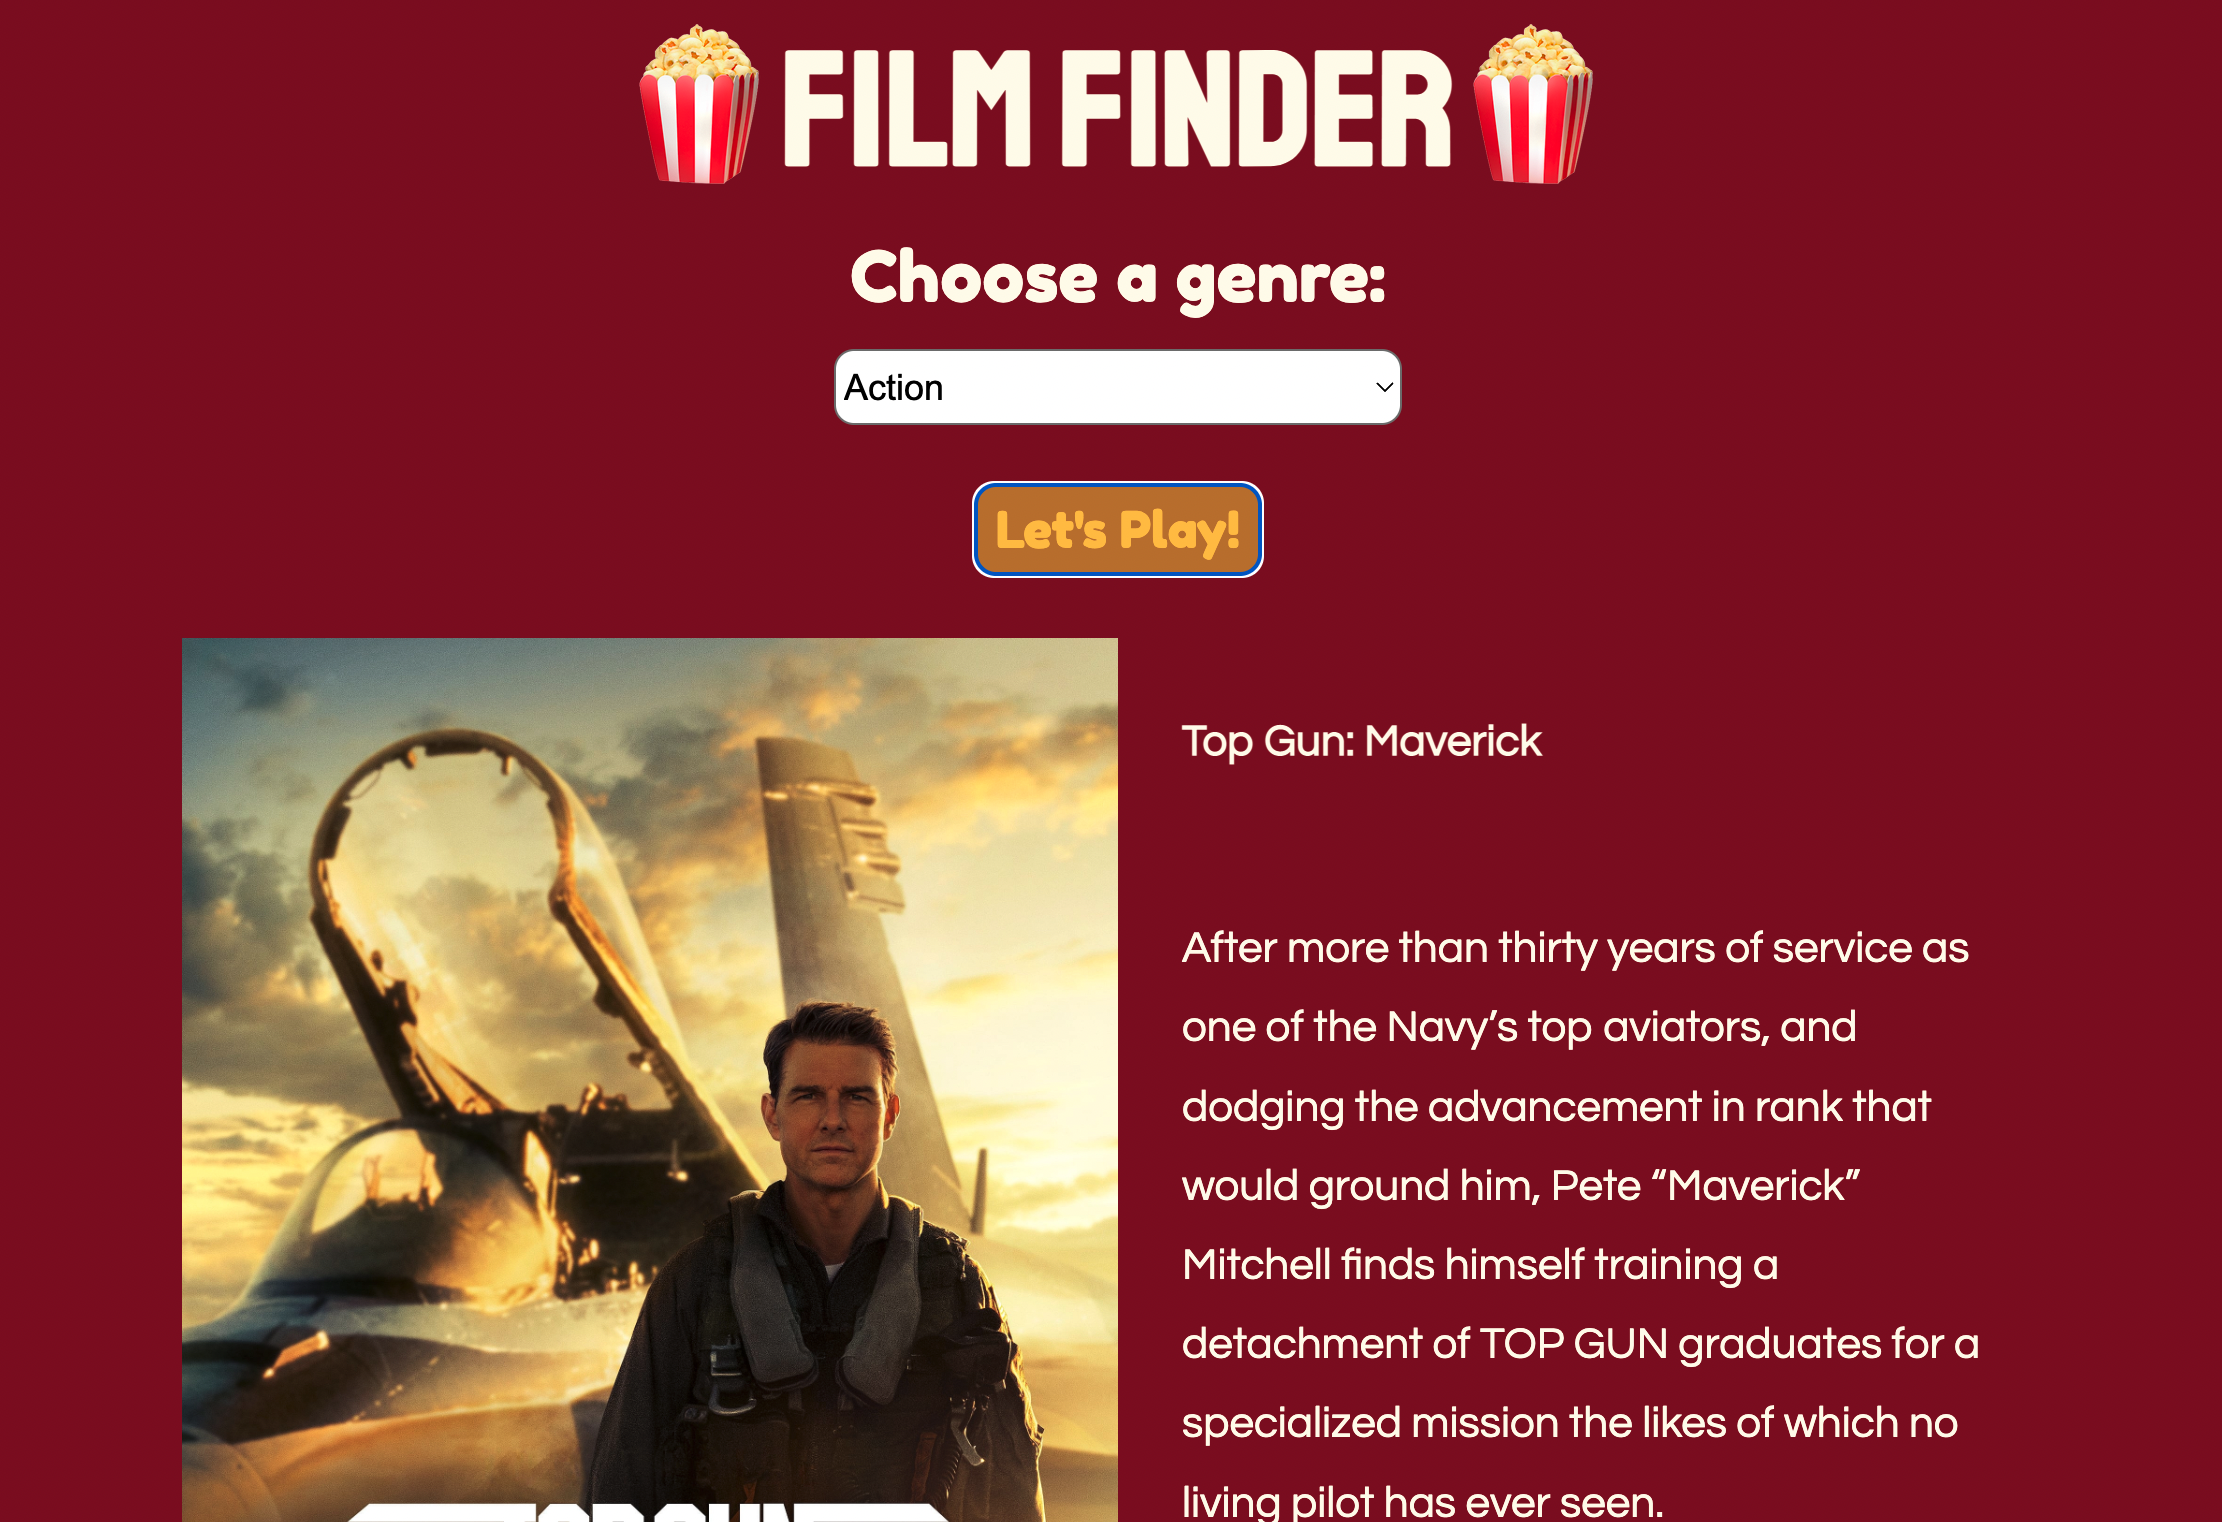 FILM FINDER
Choose a genre:
Action
Let's Play!
Top Gun: Maverick
After more than thirty years of service as
one of the Navy’s top aviators, and
dodging the advancement in rank that
would ground him, Pete “Maverick”
Mitchell finds himself training a
detachment of TOP GUN graduates for a
specialized mission the likes of which no
living pilot has ever seen.
TOP GUN